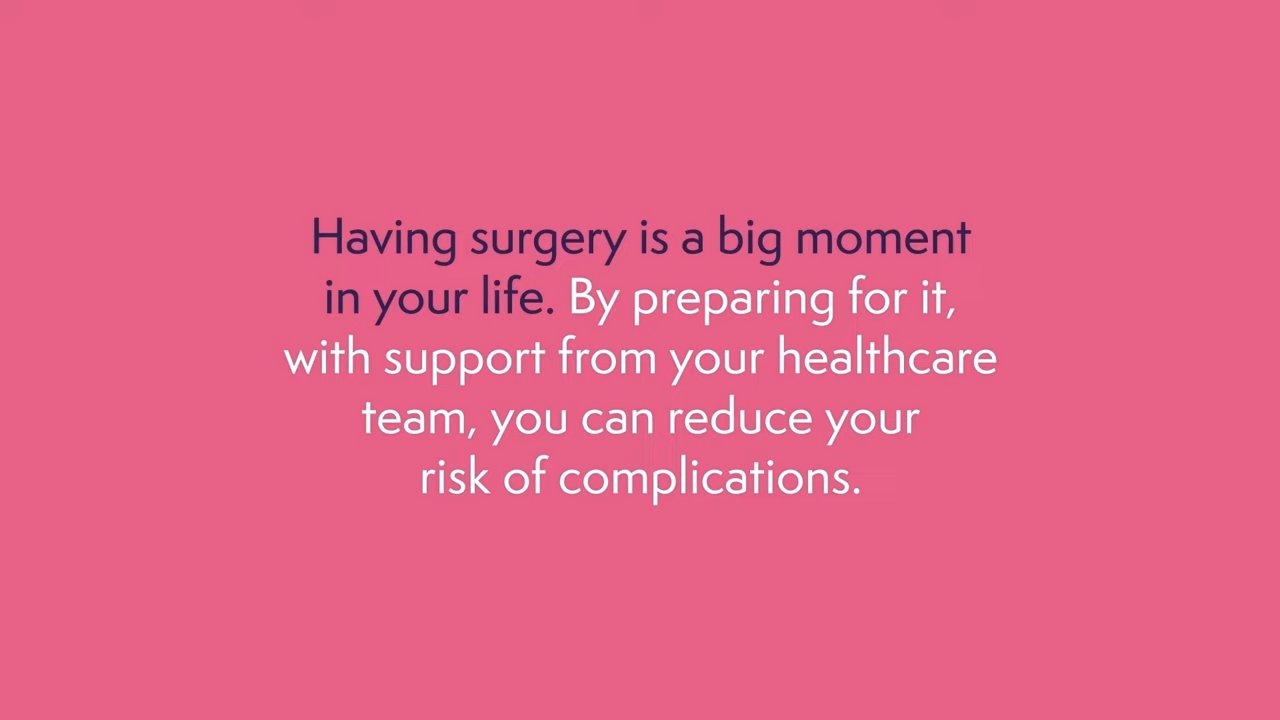 Having surgery is a big moment
in your life. By preparing for it,
with support from your healthcare
team, you can reduce your
risk of complications.